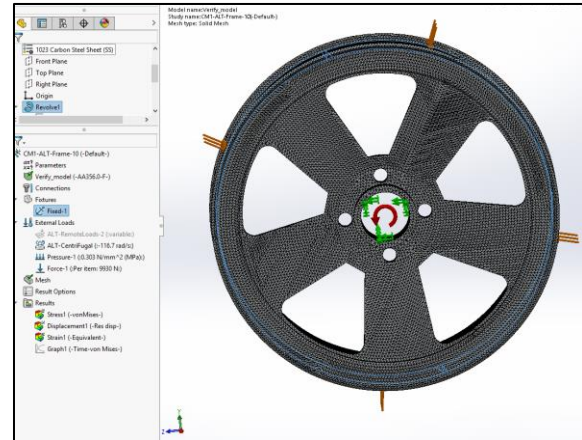 Model name:Verify_model
Study name:CM1-ALT-Frame-10(-Default-)
Mesh type: Solid Mesh
1023 Carbon Steel Sheet (SS)
Front Plane
Top Plane
Right Plane
Origin
Revolve1
CM1-ALT-Frame-10 (-Default-)
Parameters
Verify_model (-AA356.0-F-)
Connections
Fixtures
Fixed-1
External Loads
ALT-RemoteLoads-2 (:variable:)
ALT-CentriFugal (:-116.7 rad/s:)
Pressure-1 (:0.303 N/mm^2 (MPa):)
Force-1 (:Per item: 9930 N:)
Mesh
Result Options
Results
Stress1 (-vonMises-)
Displacement1 (-Res disp-)
Strain1 (-Equivalent-)
Graph1 (-Time-von Mises-)
Y
Z